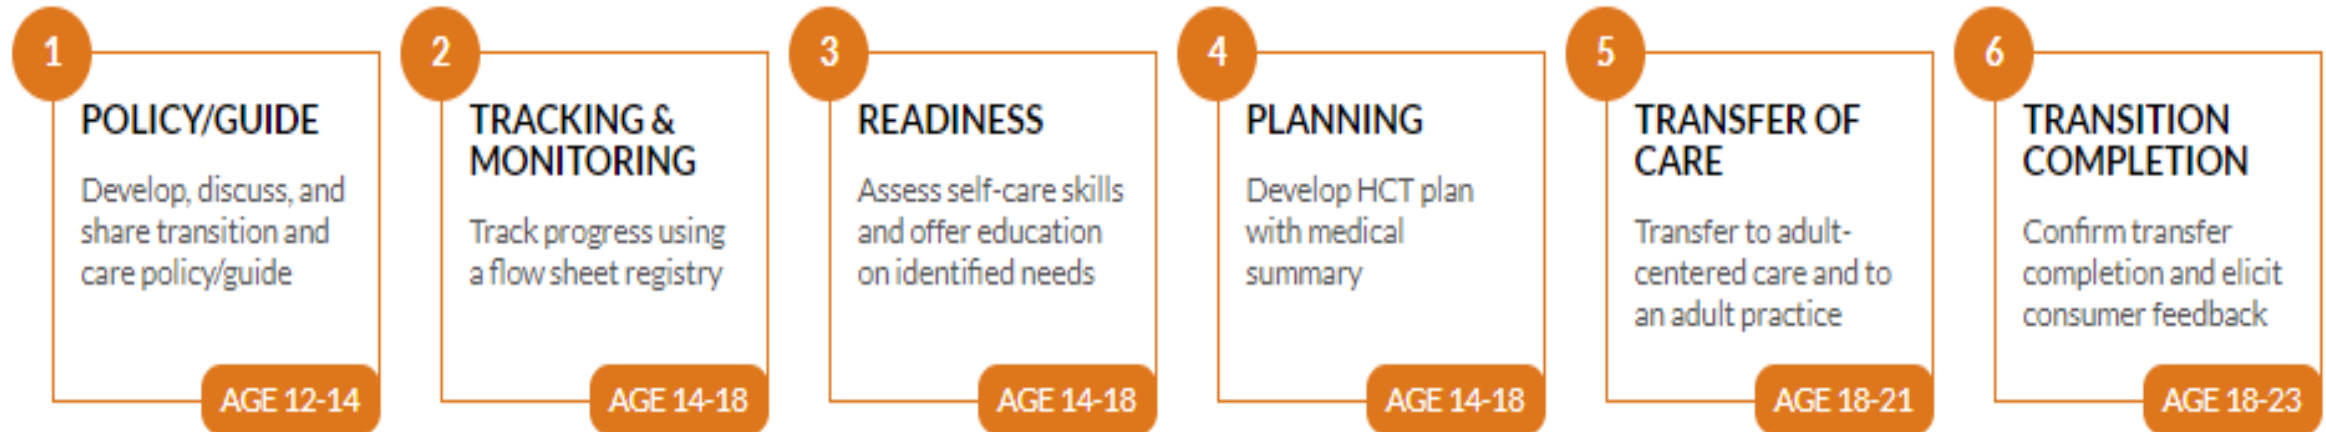 1
POLICY/GUIDE
Develop, discuss, and
share transition and
care policy/guide
AGE 12-14
2
TRACKING &
MONITORING
Track progress using
a flow sheet registry
AGE 14-18
3
READINESS
Assess self-care skills
and offer education
on identified needs
AGE 14-18
4
PLANNING
Develop HCT plan
with medical
summary
AGE 14-18
5
TRANSFER OF
CARE
Transfer to adult-
centered care and to
an adult practice
AGE 18-21
6
TRANSITION
COMPLETION
Confirm transfer
completion and elicit
consumer feedback
AGE 18-23